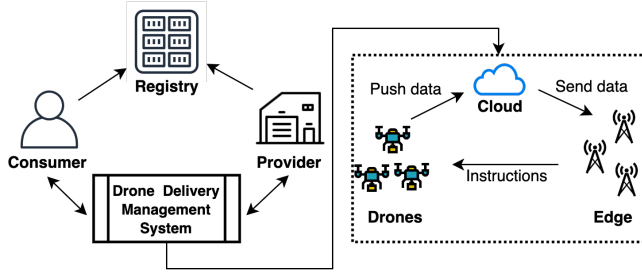 Registry
Consumer
Provider
Drone Delivery
Management
System
Push data
Cloud
Send data
Instructions
Drones
Edge